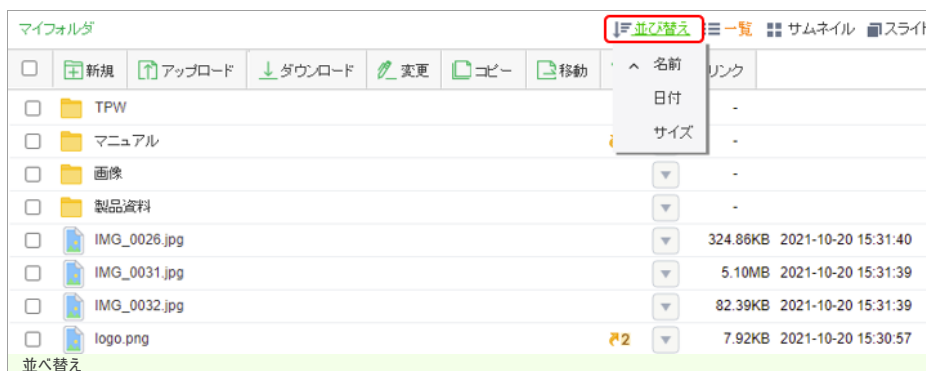 マイフォルダ 並び替え 一覧 サムネイル スライド
新規 アップロード ダウンロード 変更 コピー 移動 リンク
名前
日付
サイズ
TPW -
マニュアル -
画像 -
製品資料 -
IMG_0026.jpg 324.86KB 2021-10-20 15:31:40
IMG_0031.jpg 5.10MB 2021-10-20 15:31:39
IMG_0032.jpg 82.39KB 2021-10-20 15:31:39
logo.png 2 7.92KB 2021-10-20 15:30:57
並べ替え